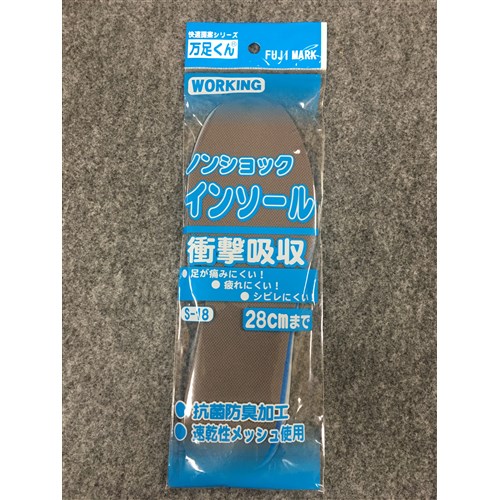 快適直販シリーズ
万足くん
FUJI MARK
WORKING
ノンショック
インソール
衝撃吸収
●足が痛みにくい！
●疲れにくい！
●シビレにくい！
S-18
28cmまで
●抗菌防臭加工
●速乾性メッシュ使用